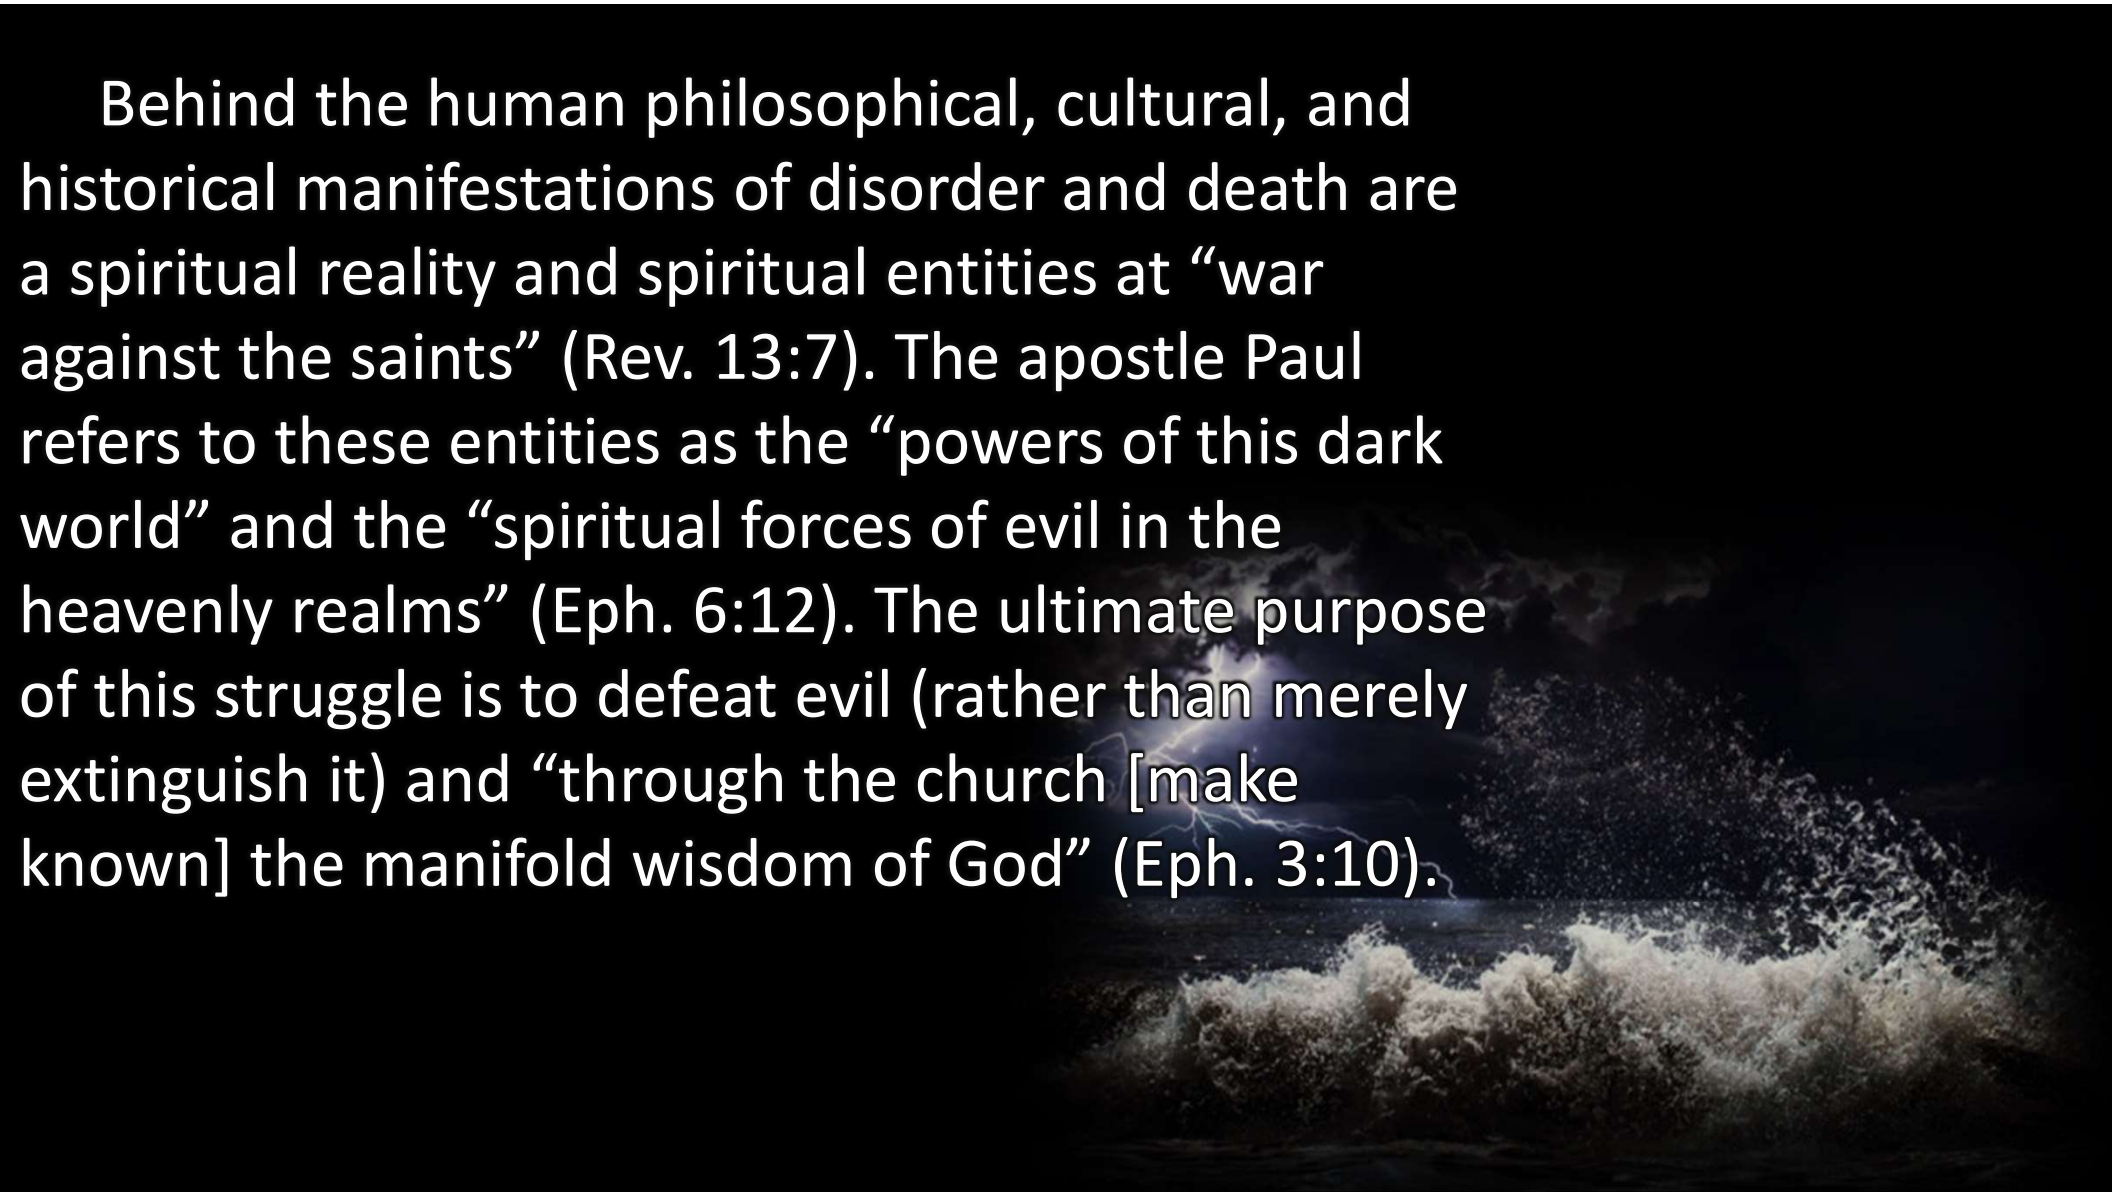 Behind the human philosophical, cultural, and
historical manifestations of disorder and death are
a spiritual reality and spiritual entities at “war
against the saints” (Rev. 13:7). The apostle Paul
refers to these entities as the “powers of this dark
world” and the “spiritual forces of evil in the
heavenly realms” (Eph. 6:12). The ultimate purpose
of this struggle is to defeat evil (rather than merely
extinguish it) and “through the church [make
known] the manifold wisdom of God” (Eph. 3:10).